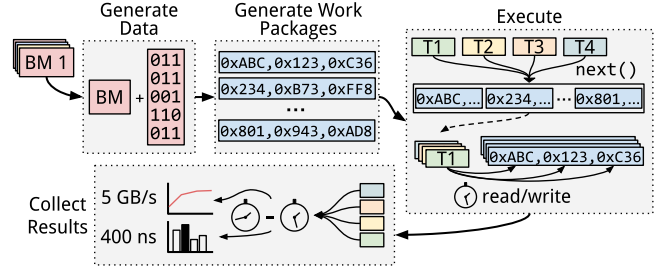 Generate
Data
Generate Work
Packages
Execute
BM 1
BM
+
011
011
001
110
011
0xABC,0x123,0xC36
0x234,0xB73,0xFF8
...
0x801,0x943,0xAD8
T1
T2
T3
T4
next()
0xABC,…
0x234,…
...
0x801,…
T1
0xABC,0x123,0xC36
read/write
Collect
Results
5 GB/s
400 ns
-